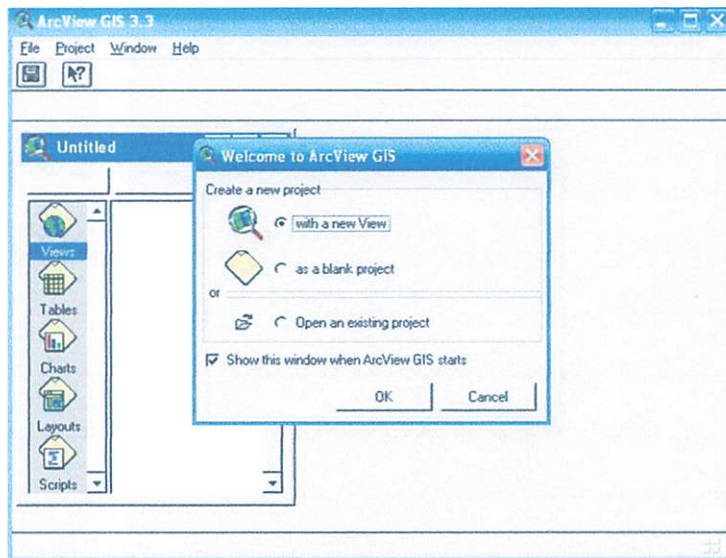 ArcView GIS 3.3
File Project Window Help
Untitled
Welcome to ArcView GIS
Create a new project
with a new View
as a blank project
or
Open an existing project
Show this window when ArcView GIS starts
OK Cancel
Views
Tables
Charts
Layouts
Scripts